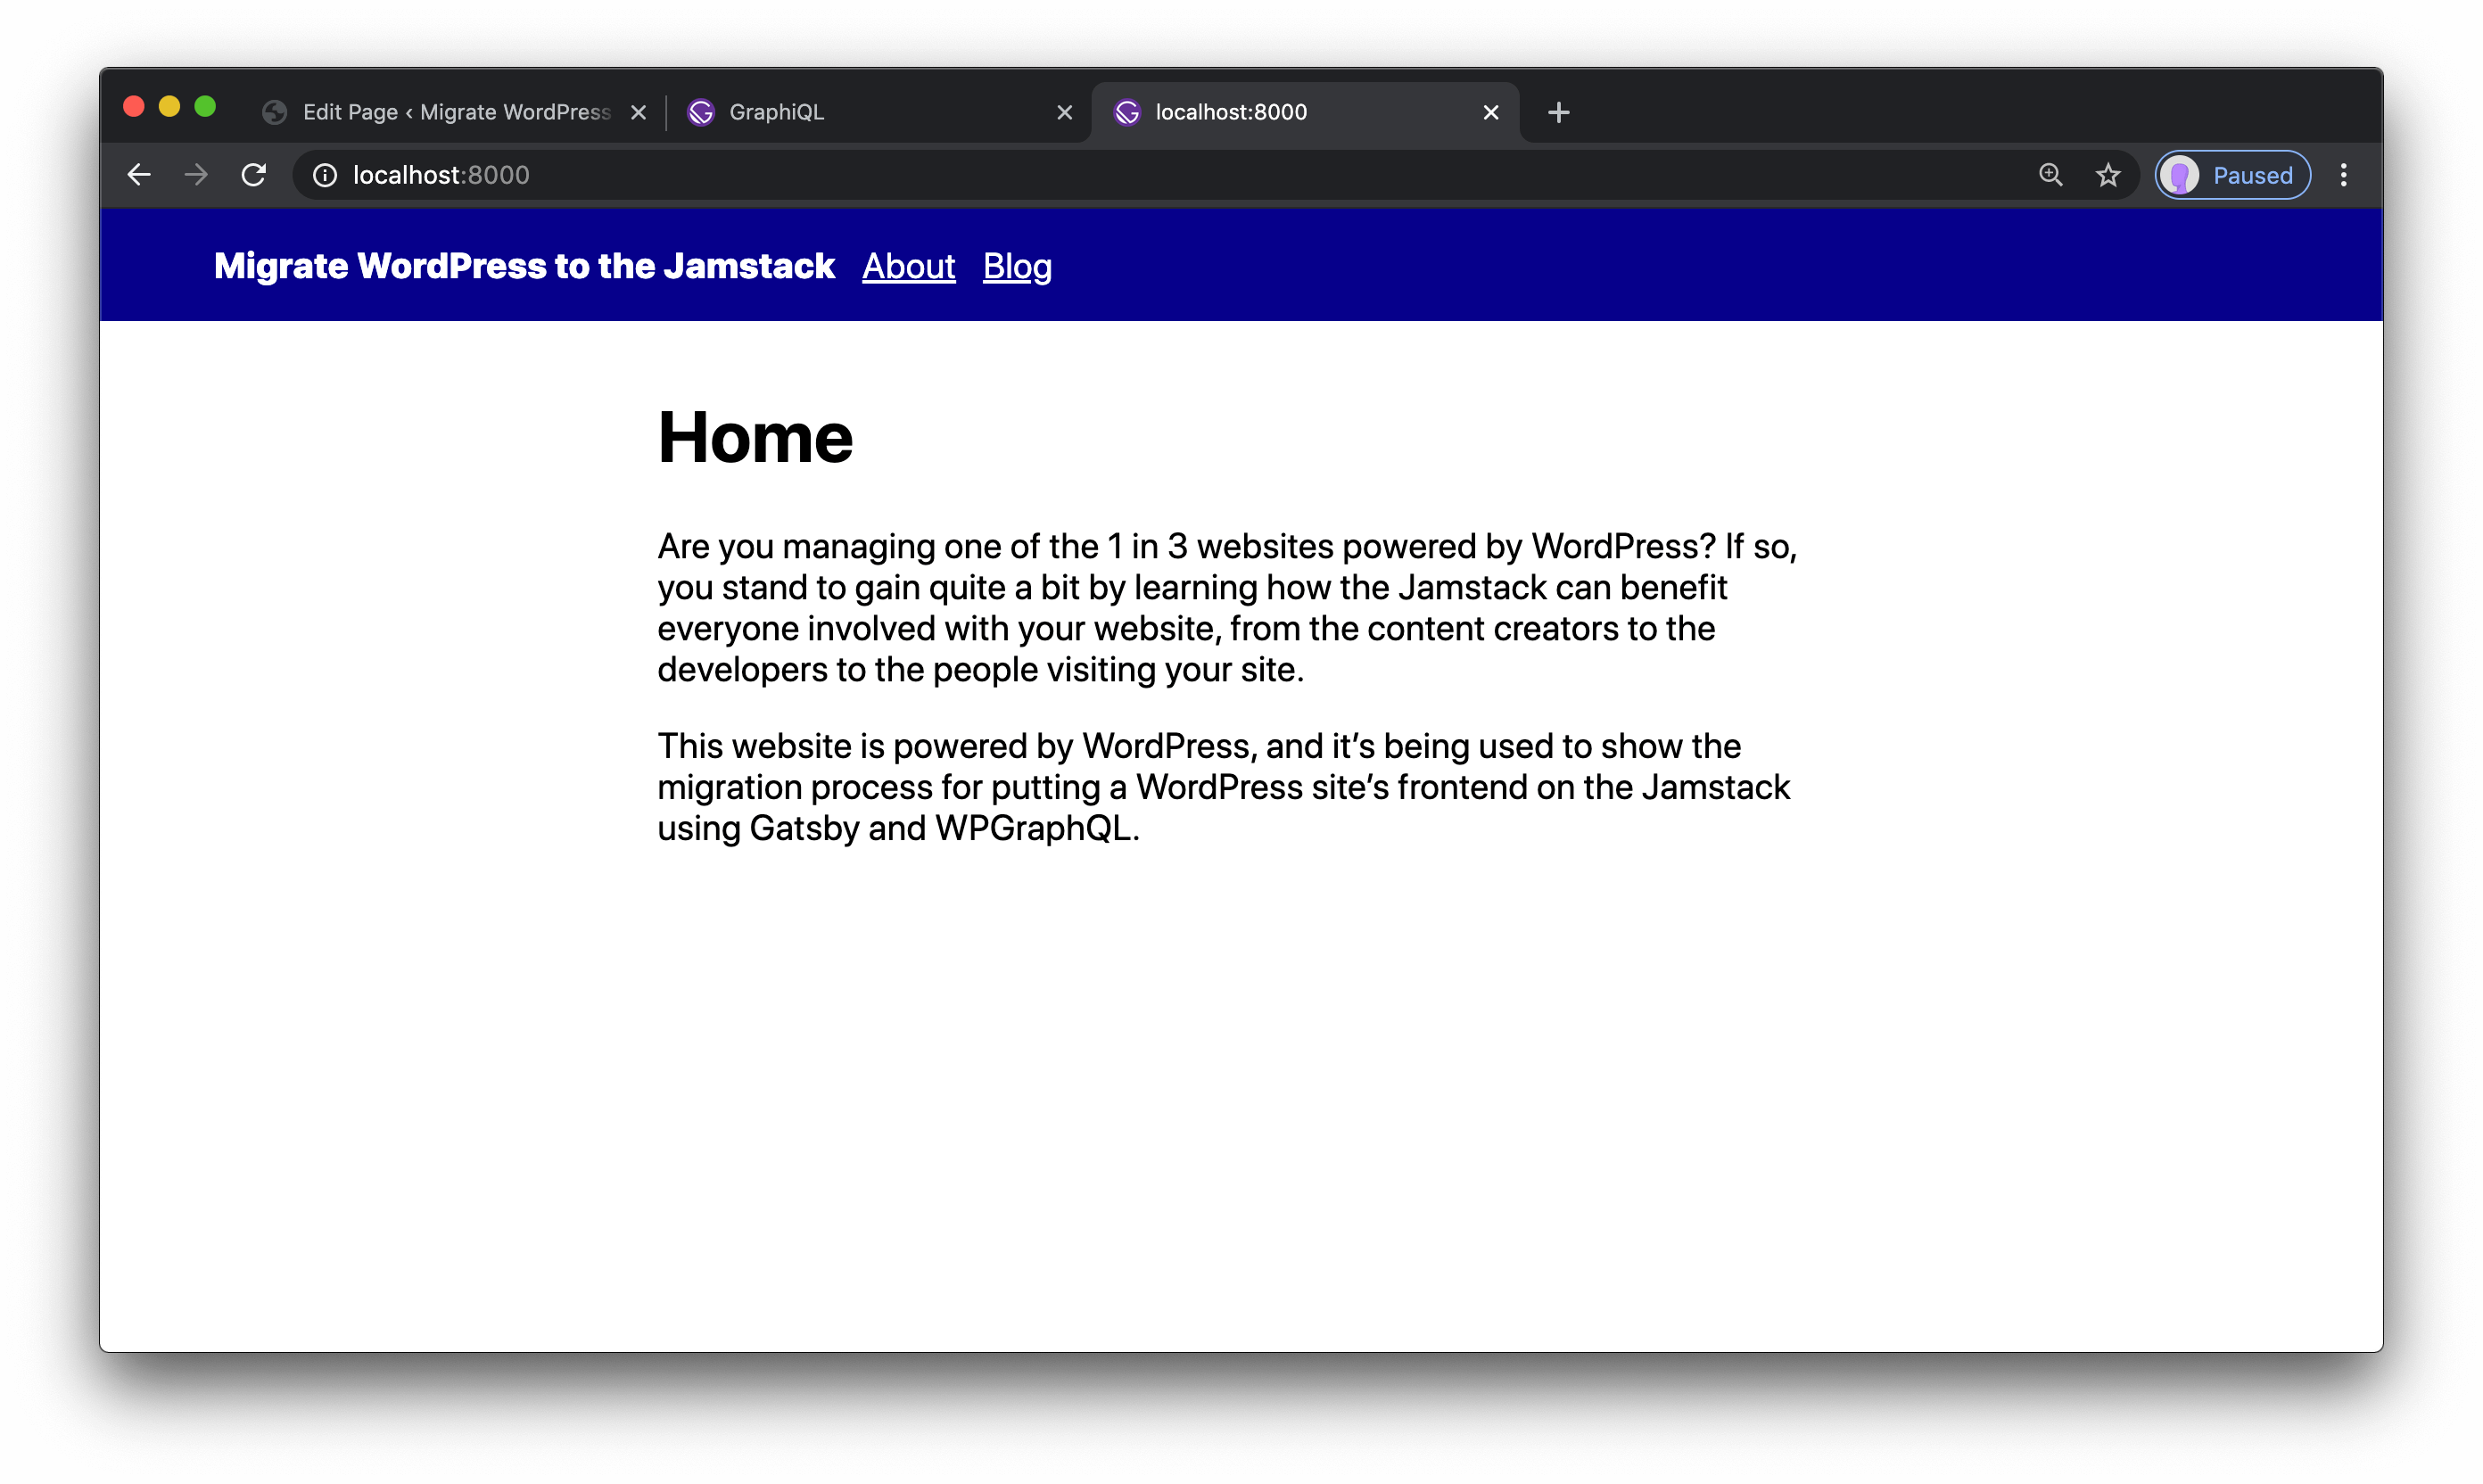 Edit Page ‹ Migrate WordPress
GraphiQL
localhost:8000
localhost:8000
Paused
Migrate WordPress to the Jamstack About Blog
Home
Are you managing one of the 1 in 3 websites powered by WordPress? If so,
you stand to gain quite a bit by learning how the Jamstack can benefit
everyone involved with your website, from the content creators to the
developers to the people visiting your site.
This website is powered by WordPress, and it’s being used to show the
migration process for putting a WordPress site’s frontend on the Jamstack
using Gatsby and WPGraphQL.